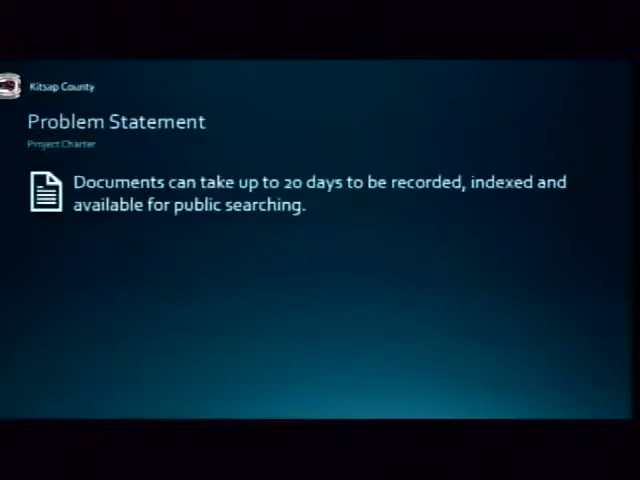 Kitsap County
Problem Statement
Project Charter
Documents can take up to 20 days to be recorded, indexed and
available for public searching.